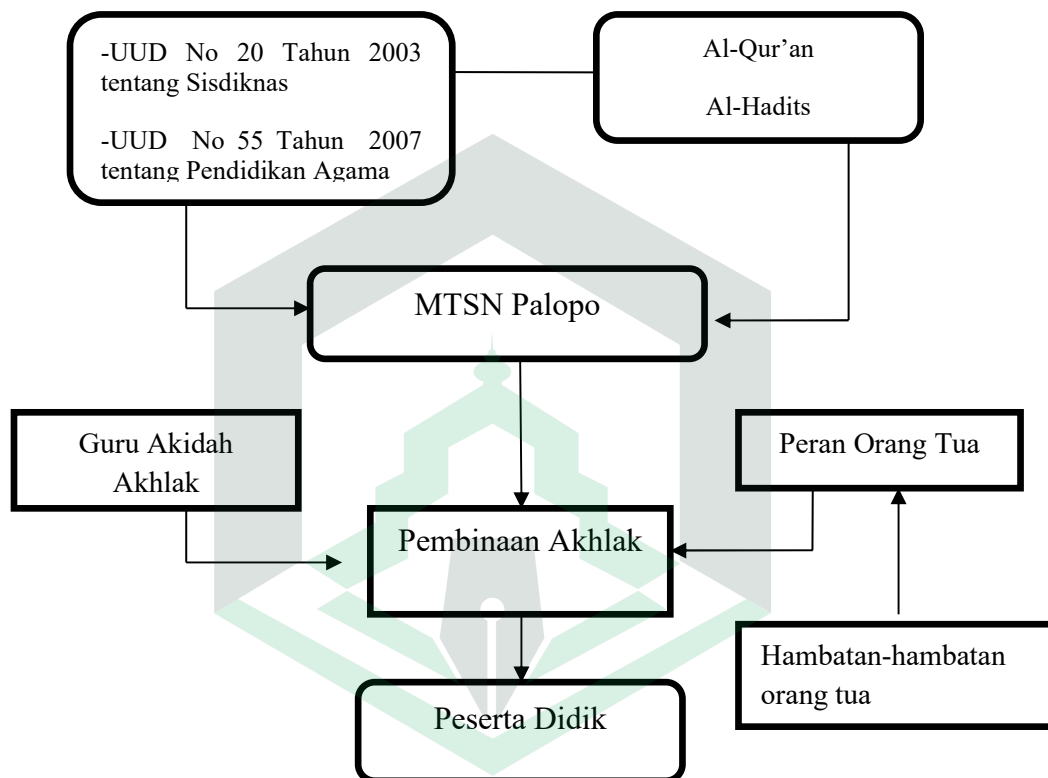 -UUD No 20 Tahun 2003
tentang Sisdiknas
-UUD No 55 Tahun 2007
tentang Pendidikan Agama
Al-Qur’an
Al-Hadits
MTSN Palopo
Guru Akidah
Akhlak
Peran Orang Tua
Pembinaan Akhlak
Hambatan-hambatan
orang tua
Peserta Didik